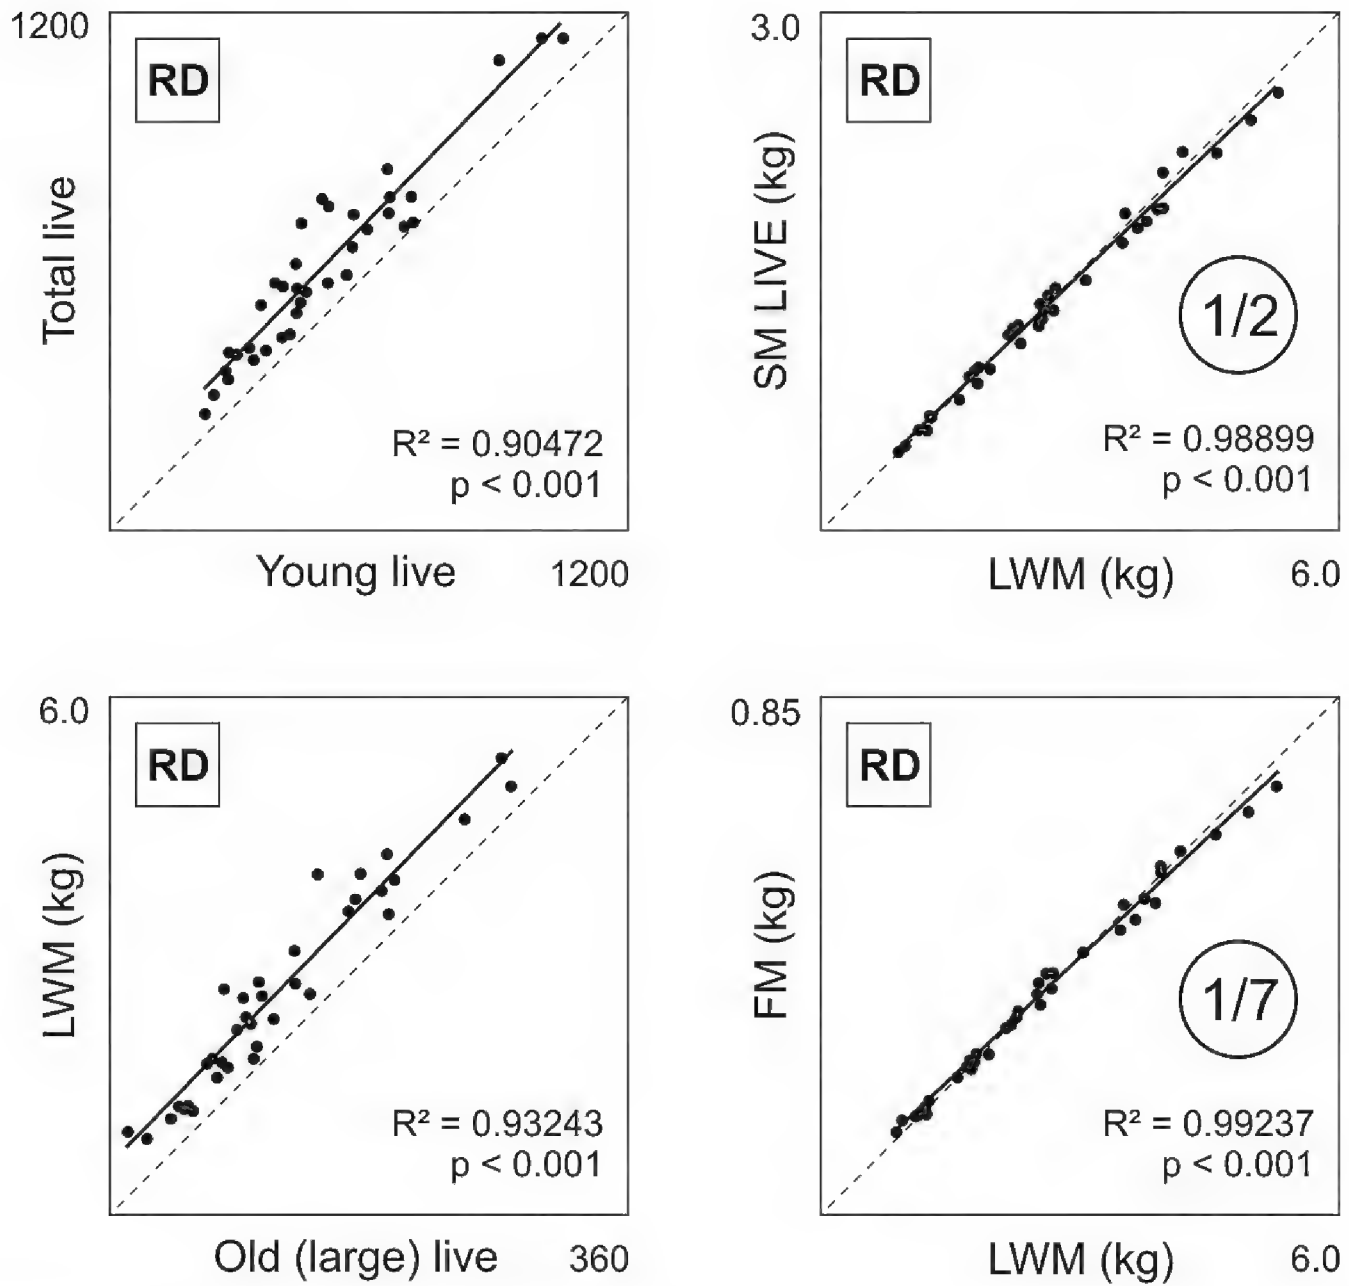 1200
RD
Total live
R² = 0.90472
p < 0.001
Young live
1200
3.0
RD
SM LIVE (kg)
1/2
R² = 0.98899
p < 0.001
LWM (kg)
6.0
6.0
RD
LWM (kg)
R² = 0.93243
p < 0.001
Old (large) live
360
0.85
RD
FM (kg)
1/7
R² = 0.99237
p < 0.001
LWM (kg)
6.0